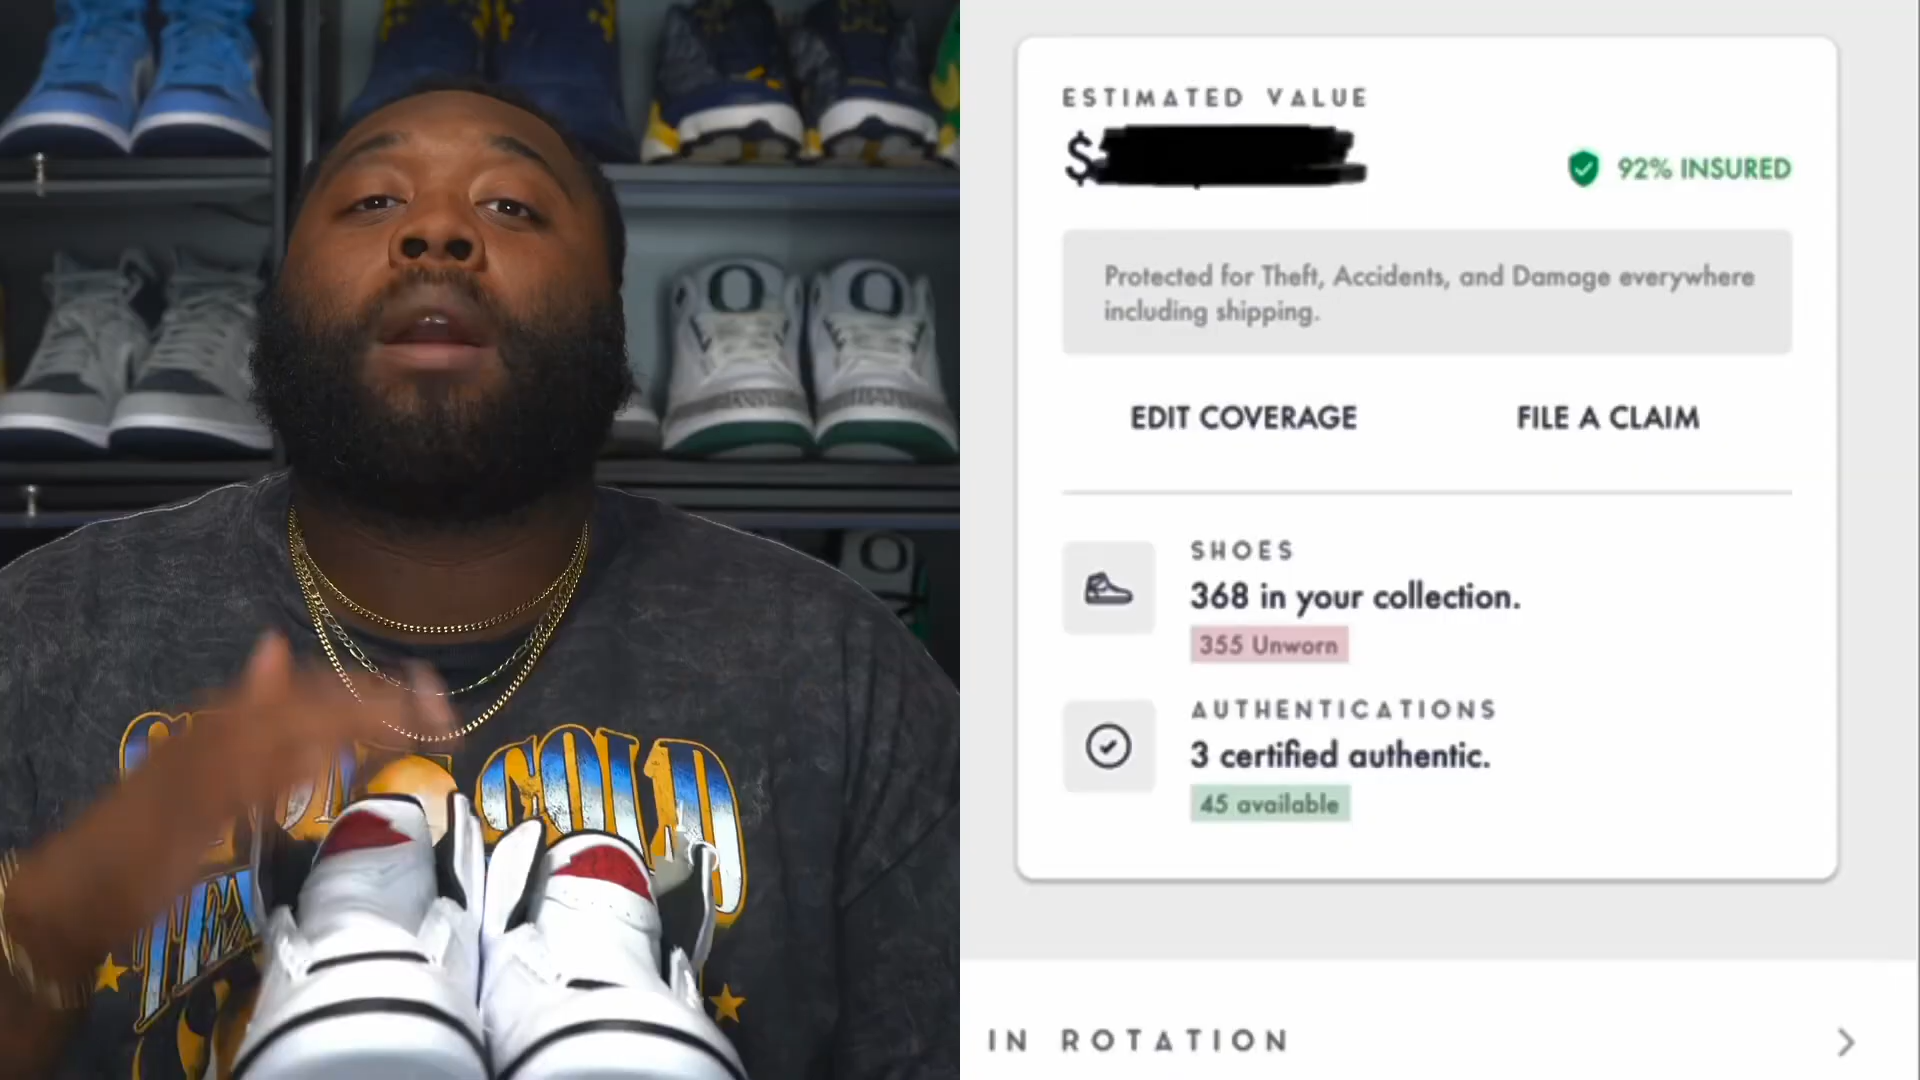 ESTIMATED VALUE
$
92% INSURED
Protected for Theft, Accidents, and Damage everywhere
including shipping.
EDIT COVERAGE
FILE A CLAIM
SHOES
368 in your collection.
355 Unworn
AUTHENTICATIONS
3 certified authentic.
45 available
IN ROTATION
O
O
O
GOLD